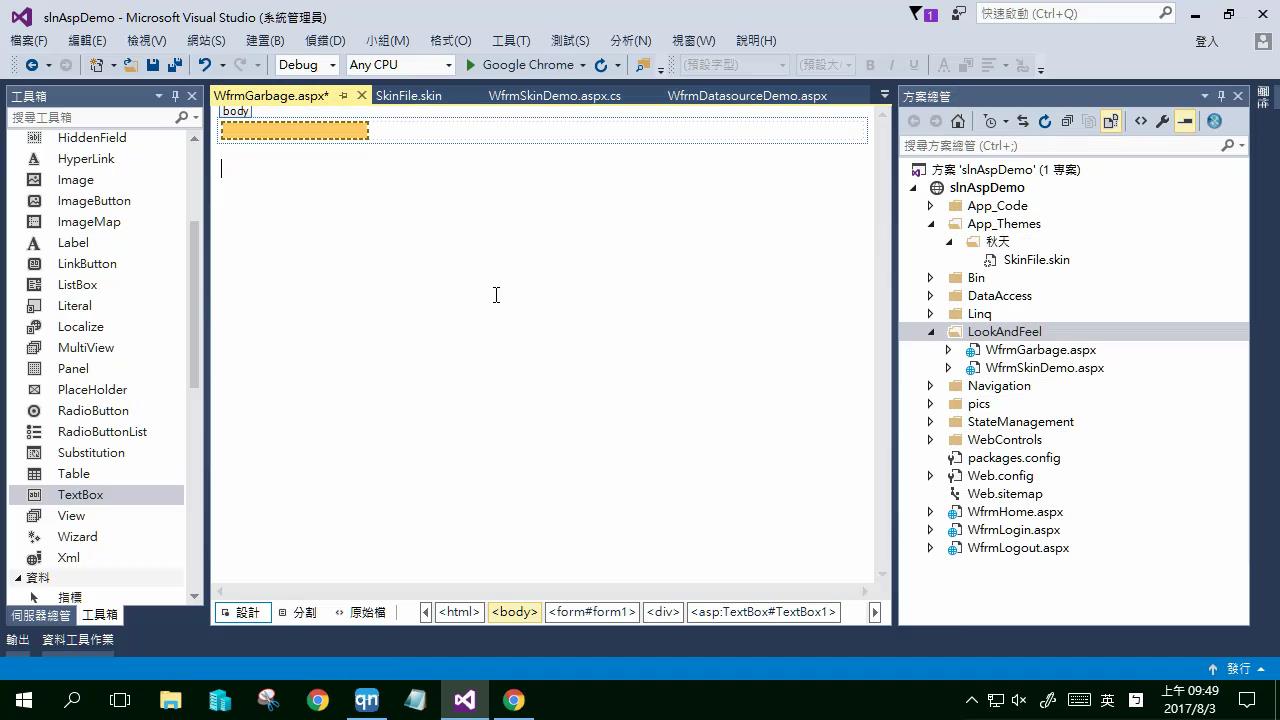 slnAspDemo - Microsoft Visual Studio (系統管理員)
1
快速啟動 (Ctrl+Q)
檔案(F) 編輯(E) 檢視(V) 網站(S) 建置(B) 偵錯(D) 小組(M) 格式(O) 工具(T) 測試(S) 分析(N) 視窗(W) 說明(H)
登入
Debug Any CPU Google Chrome (預設字型) (預設大小)
工具箱
搜尋工具箱
HiddenField
HyperLink
Image
ImageButton
ImageMap
Label
LinkButton
ListBox
Literal
Localize
MultiView
Panel
PlaceHolder
RadioButton
RadioButtonList
Substitution
Table
TextBox
View
Wizard
Xml
資料
指標
伺服器總管 工具箱
輸出 資料工具作業
WfrmGarbage.aspx* SkinFile.skin WfrmSkinDemo.aspx.cs WfrmDatasourceDemo.aspx
body
設計 分割 原始檔 <html> <body> <form#form1> <div> <asp:TextBox#TextBox1>
方案總管
搜尋方案總管 (Ctrl+;)
方案 'slnAspDemo' (1 專案)
slnAspDemo
App_Code
App_Themes
秋天
SkinFile.skin
Bin
DataAccess
Linq
LookAndFeel
WfrmGarbage.aspx
WfrmSkinDemo.aspx
Navigation
pics
StateManagement
WebControls
packages.config
Web.config
Web.sitemap
WfrmHome.aspx
WfrmLogin.aspx
WfrmLogout.aspx
發行
qn
英
上午 09:49
2017/8/3